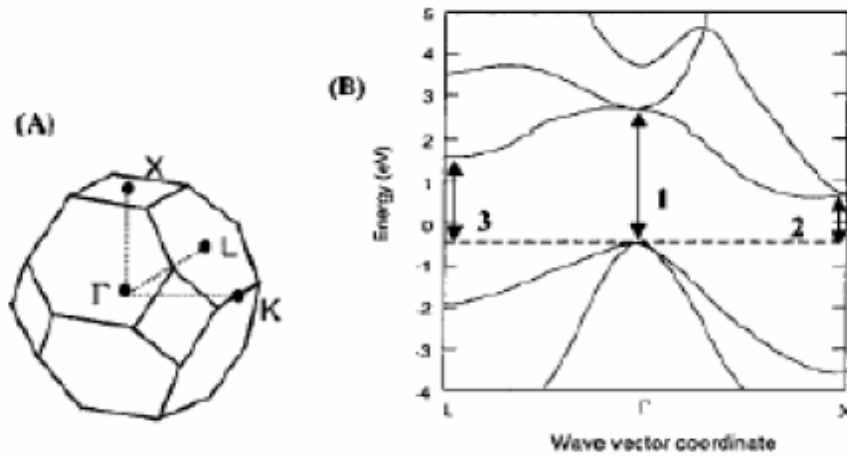 (A)
X
L
Γ
K
(B)
Energy (eV)
5
4
3
2
1
0
-1
-2
-3
-4
1
2
3
L
Γ
X
Wave vector coordinate